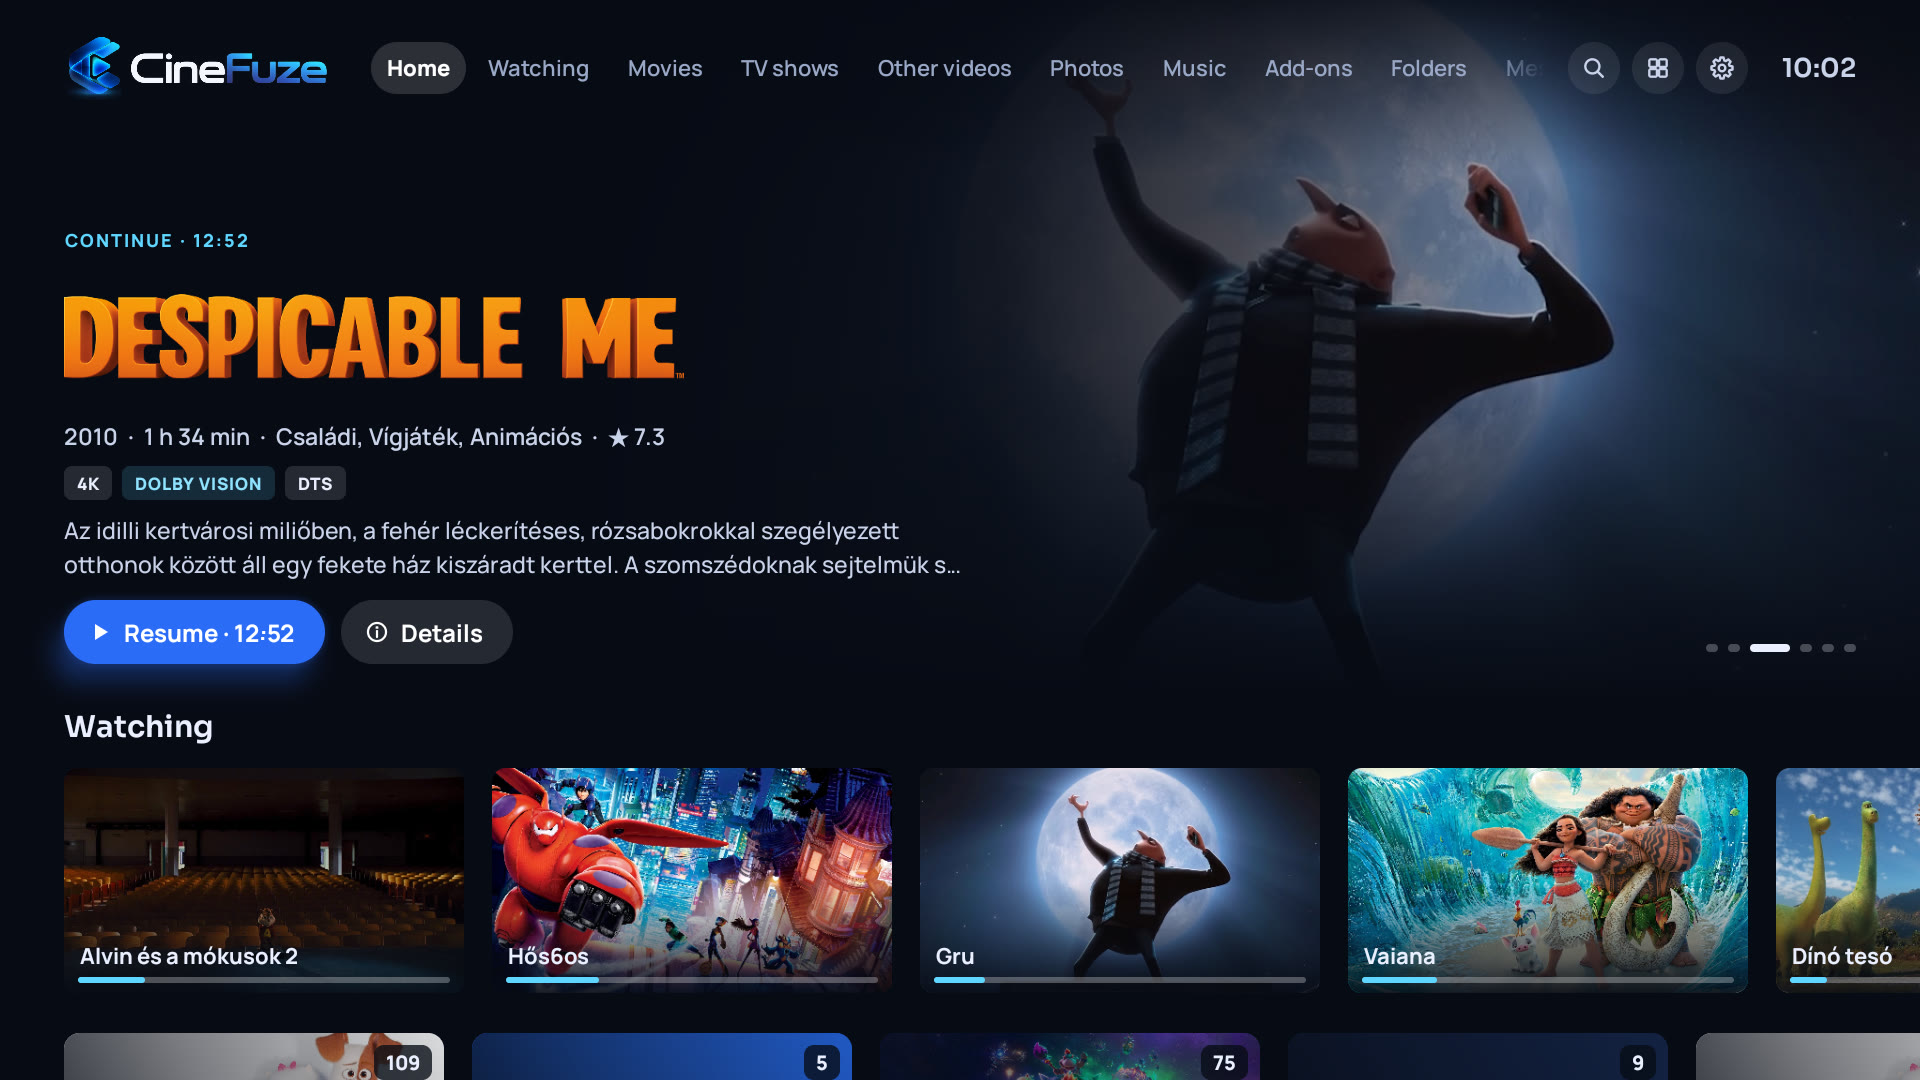 CineFuze
Home Watching Movies TV shows Other videos Photos Music Add-ons Folders
10:02
CONTINUE · 12:52
DESPICABLE ME™
2010 · 1 h 34 min · Családi, Vígjáték, Animációs · ★ 7.3
4K DOLBY VISION DTS
Az idilli kertvárosi miliőben, a fehér léckerítéses, rózsabokrokkal szegélyezett
otthonok között áll egy fekete ház kiszáradt kerttel. A szomszédoknak sejtelmük s...
Resume · 12:52
Details
Watching
Alvin és a mókusok 2
Hős6os
Gru
Vaiana
Dínó tesó
109
5
75
9